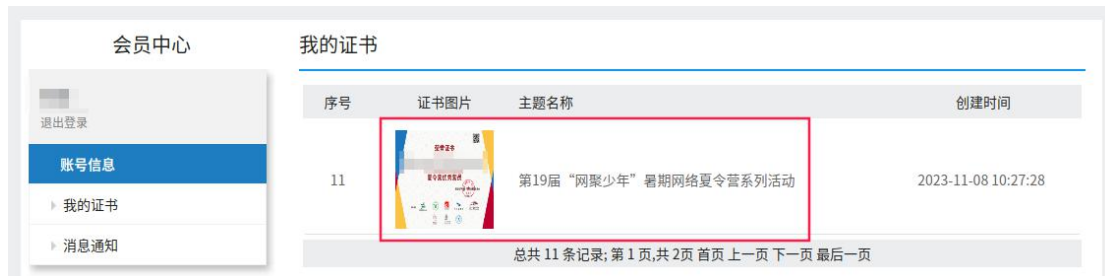 会员中心
退出登录
账号信息
我的证书
消息通知
我的证书
序号 证书图片 主题名称 创建时间
11 第19届“网聚少年”暑期网络夏令营系列活动 2023-11-08 10:27:28
总共 11 条记录; 第 1 页,共 2页 首页 上一页 下一页 最后一页